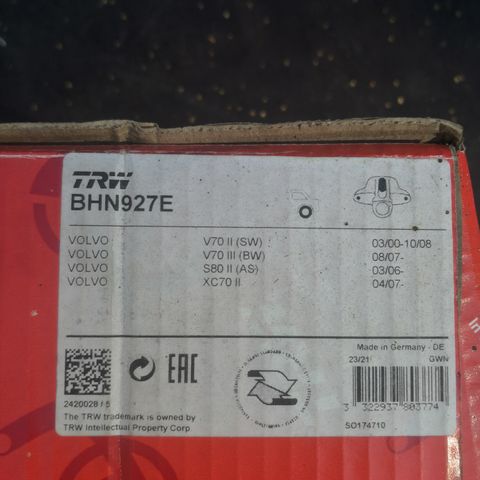 TRW
BHN927E
VOLVO V70 II (SW) 03/00-10/08
VOLVO V70 III (BW) 08/07-
VOLVO S80 II (AS) 03/06-
VOLVO XC70 II 04/07-
Made in Germany - DE
23/21 GWN
EAC
2420028 /
3 322937 803774
The TRW trademark is owned by
TRW Intellectual Property Corp
SO174710